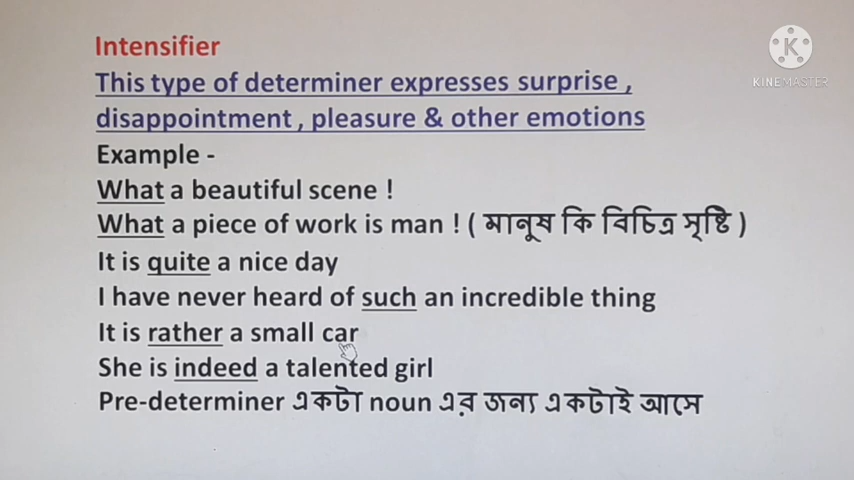 Intensifier
This type of determiner expresses surprise ,
disappointment , pleasure & other emotions
Example -
What a beautiful scene !
What a piece of work is man ! ( মানুষ কি বিচিত্র সৃষ্টি )
It is quite a nice day
I have never heard of such an incredible thing
It is rather a small car
She is indeed a talented girl
Pre-determiner একটা noun এর জন্য একটাই আসে
K
KINEMASTER